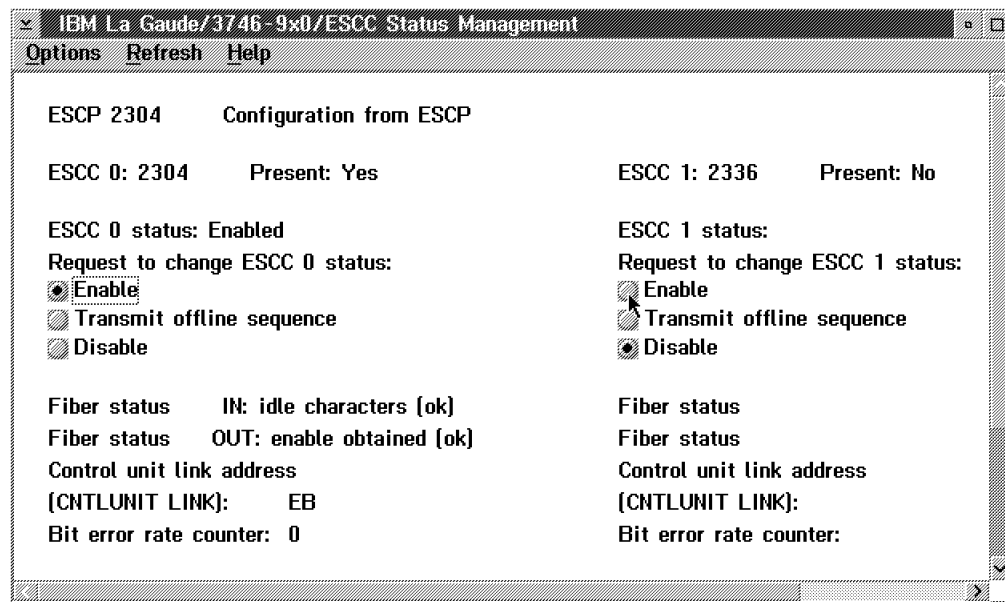 IBM La Gaude/3746-9x0/ESCC Status Management
Options Refresh Help
ESCP 2304 Configuration from ESCP
ESCC 0: 2304 Present: Yes ESCC 1: 2336 Present: No
ESCC 0 status: Enabled ESCC 1 status:
Request to change ESCC 0 status: Request to change ESCC 1 status:
Enable Enable
Transmit offline sequence Transmit offline sequence
Disable Disable
Fiber status IN: idle characters (ok) Fiber status
Fiber status OUT: enable obtained (ok) Fiber status
Control unit link address Control unit link address
(CNTLUNIT LINK): EB (CNTLUNIT LINK):
Bit error rate counter: 0 Bit error rate counter: